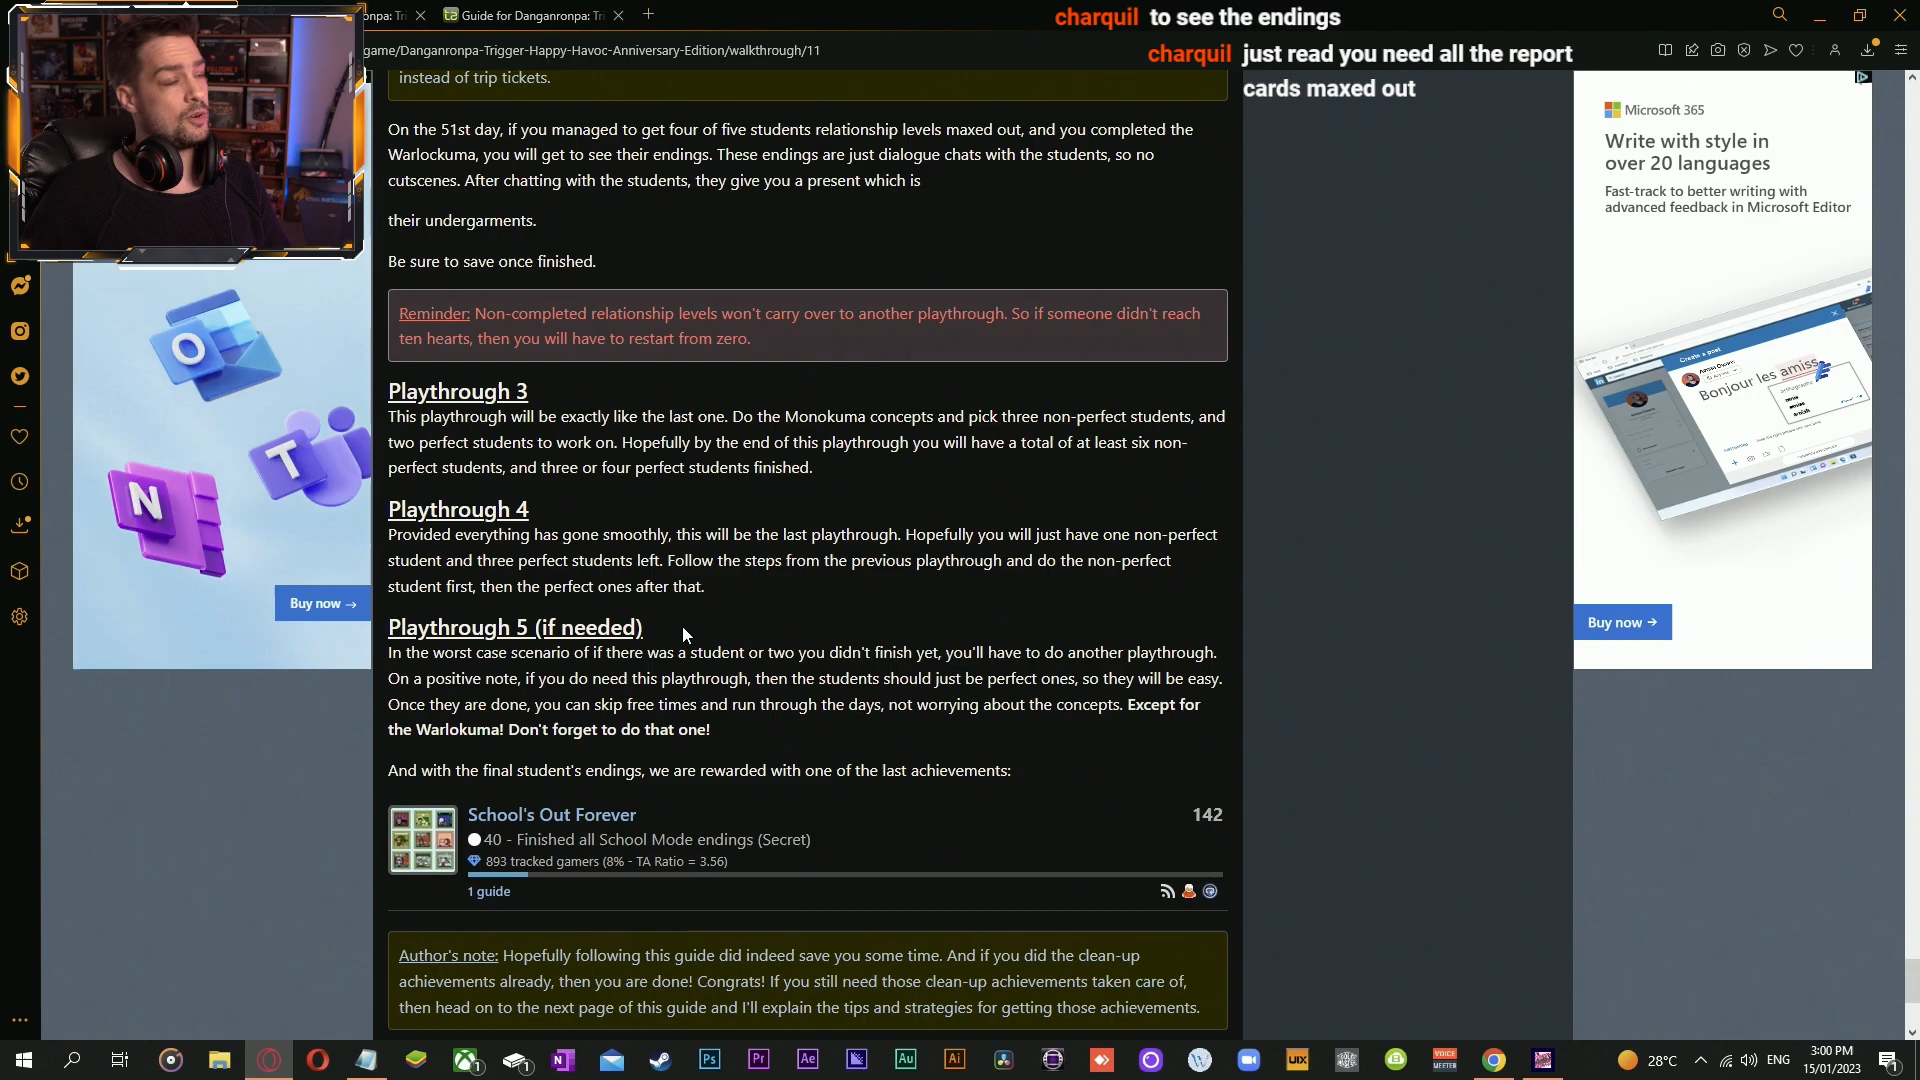 onpa: Tri
Guide for Danganronpa: Tri
charquil to see the endings
game/Danganronpa-Trigger-Happy-Havoc-Anniversary-Edition/walkthrough/11
charquil just read you need all the report
cards maxed out
instead of trip tickets.
On the 51st day, if you managed to get four of five students relationship levels maxed out, and you completed the
Warlockuma, you will get to see their endings. These endings are just dialogue chats with the students, so no
cutscenes. After chatting with the students, they give you a present which is
their undergarments.
Be sure to save once finished.
Reminder: Non-completed relationship levels won't carry over to another playthrough. So if someone didn't reach
ten hearts, then you will have to restart from zero.
Playthrough 3
This playthrough will be exactly like the last one. Do the Monokuma concepts and pick three non-perfect students, and
two perfect students to work on. Hopefully by the end of this playthrough you will have a total of at least six non-
perfect students, and three or four perfect students finished.
Playthrough 4
Provided everything has gone smoothly, this will be the last playthrough. Hopefully you will just have one non-perfect
student and three perfect students left. Follow the steps from the previous playthrough and do the non-perfect
student first, then the perfect ones after that.
Playthrough 5 (if needed)
In the worst case scenario of if there was a student or two you didn't finish yet, you'll have to do another playthrough.
On a positive note, if you do need this playthrough, then the students should just be perfect ones, so they will be easy.
Once they are done, you can skip free times and run through the days, not worrying about the concepts. Except for
the Warlokuma! Don't forget to do that one!
And with the final student's endings, we are rewarded with one of the last achievements:
School's Out Forever
142
40 - Finished all School Mode endings (Secret)
893 tracked gamers (8% - TA Ratio = 3.56)
1 guide
Author's note: Hopefully following this guide did indeed save you some time. And if you did the clean-up
achievements already, then you are done! Congrats! If you still need those clean-up achievements taken care of,
then head on to the next page of this guide and I'll explain the tips and strategies for getting those achievements.
O
T
N
Buy now →
Microsoft 365
Write with style in
over 20 languages
Fast-track to better writing with
advanced feedback in Microsoft Editor
Create a post
Bonjour les amiss
Buy now →
Ps
Pr
Ae
Au
Ai
UIX
VOICE
MEETER
28°C
ENG
3:00 PM
15/01/2023